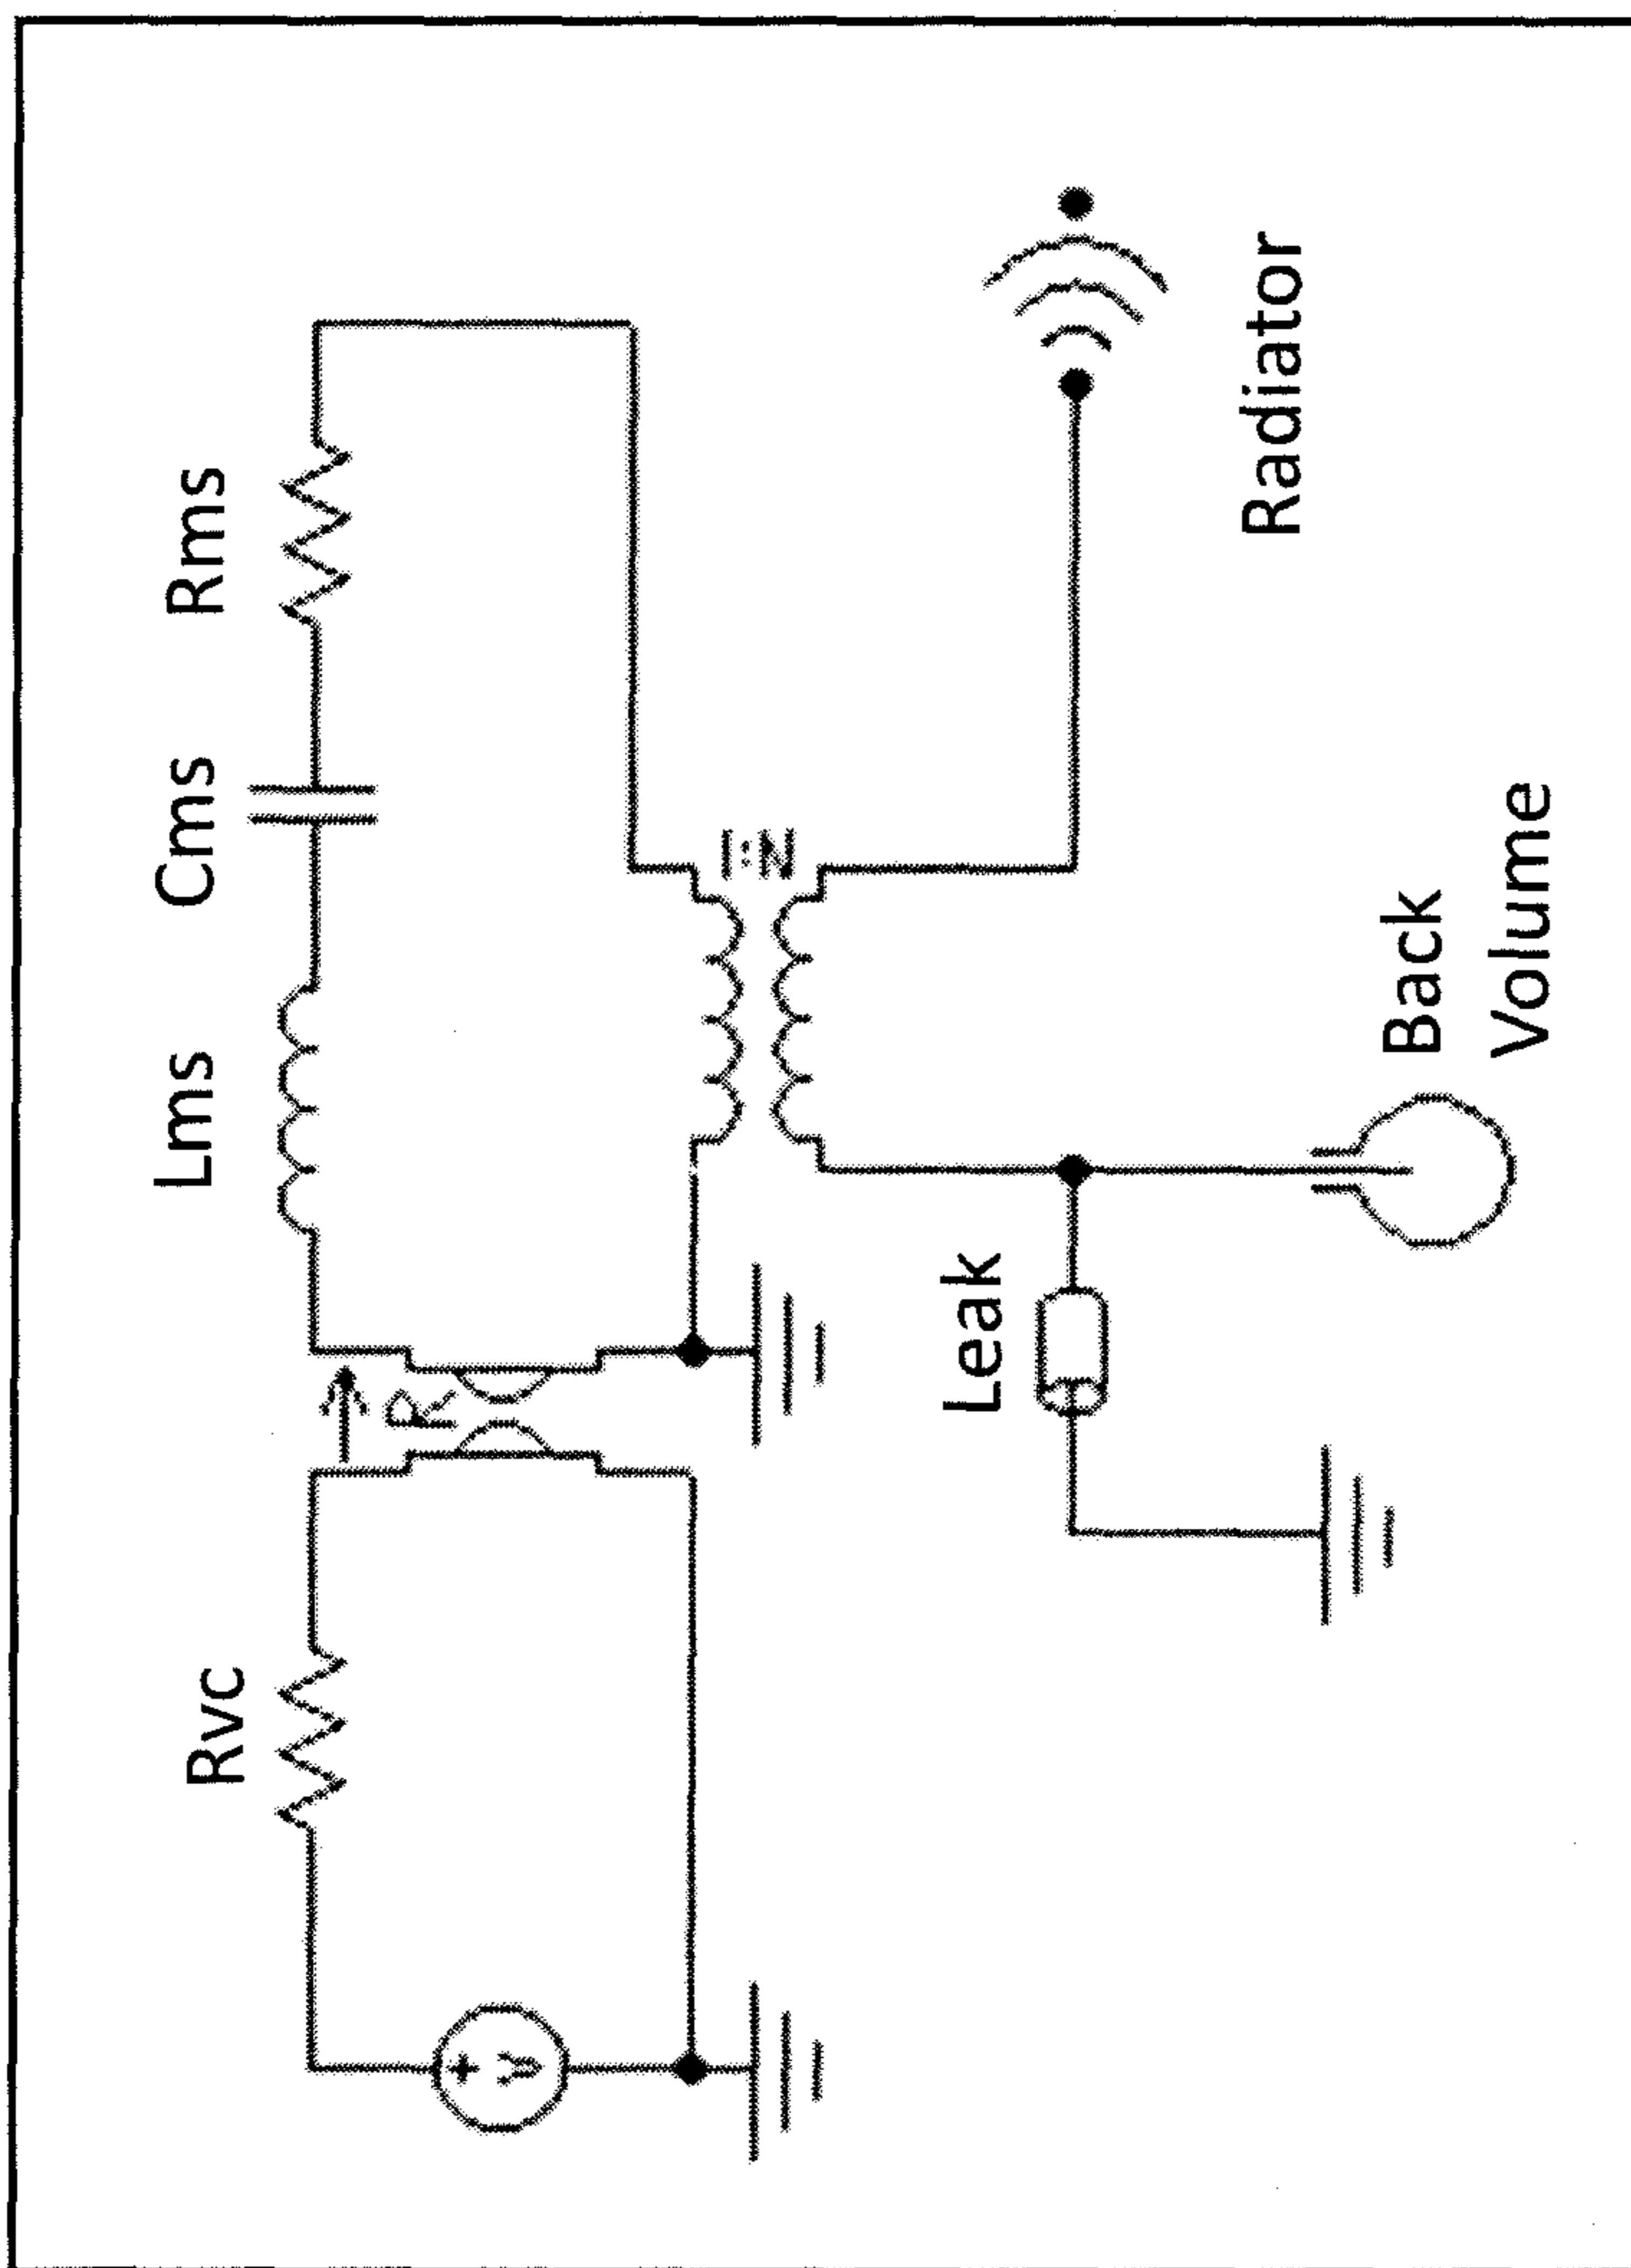 Rvc
Lms
Cms
Rms
R
+
V
1:N
Leak
Back
Volume
Radiator